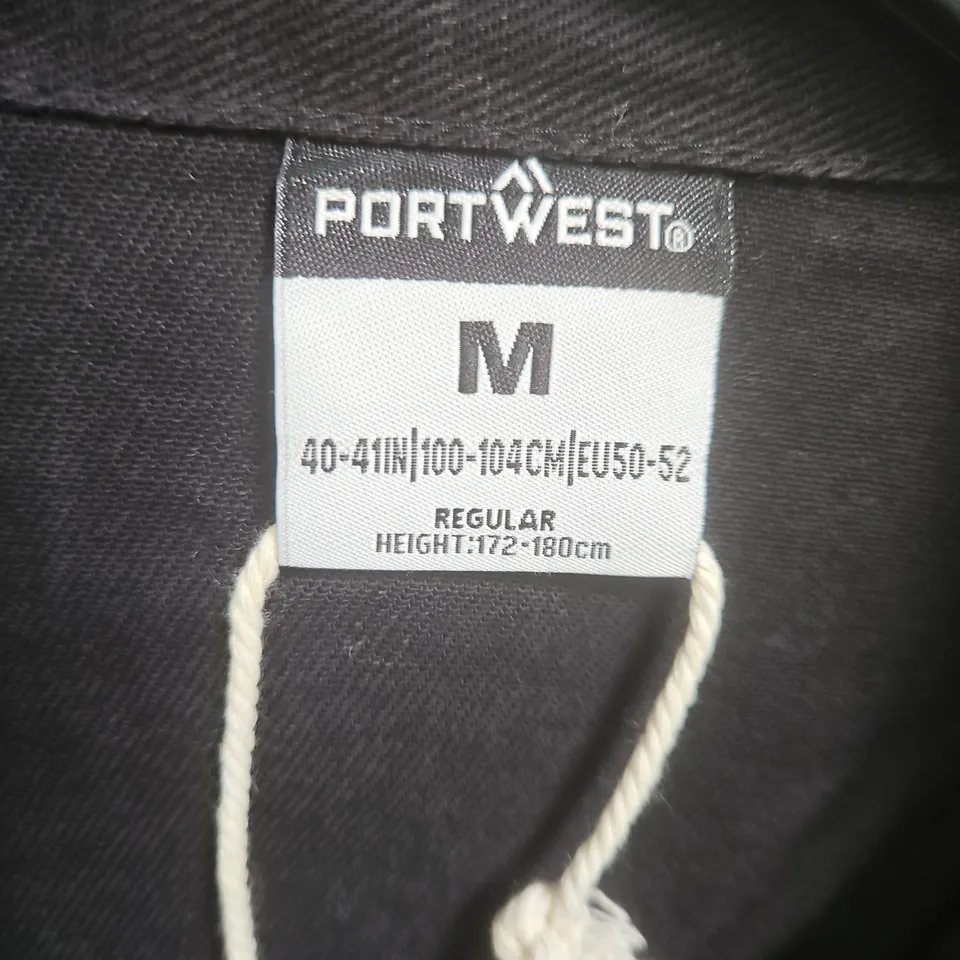 PORTWEST®
M
40-41IN|100-104CM|EU50-52
REGULAR
HEIGHT:172-180cm